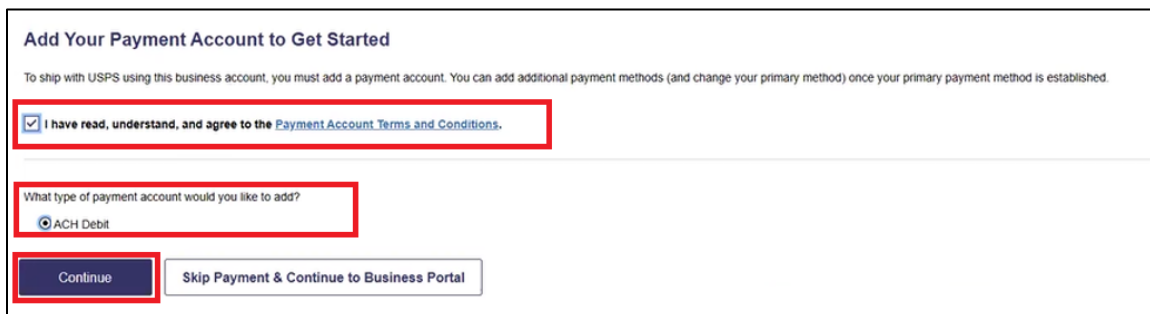 Add Your Payment Account to Get Started
To ship with USPS using this business account, you must add a payment account. You can add additional payment methods (and change your primary method) once your primary payment method is established.
I have read, understand, and agree to the Payment Account Terms and Conditions.
What type of payment account would you like to add?
ACH Debit
Continue Skip Payment & Continue to Business Portal